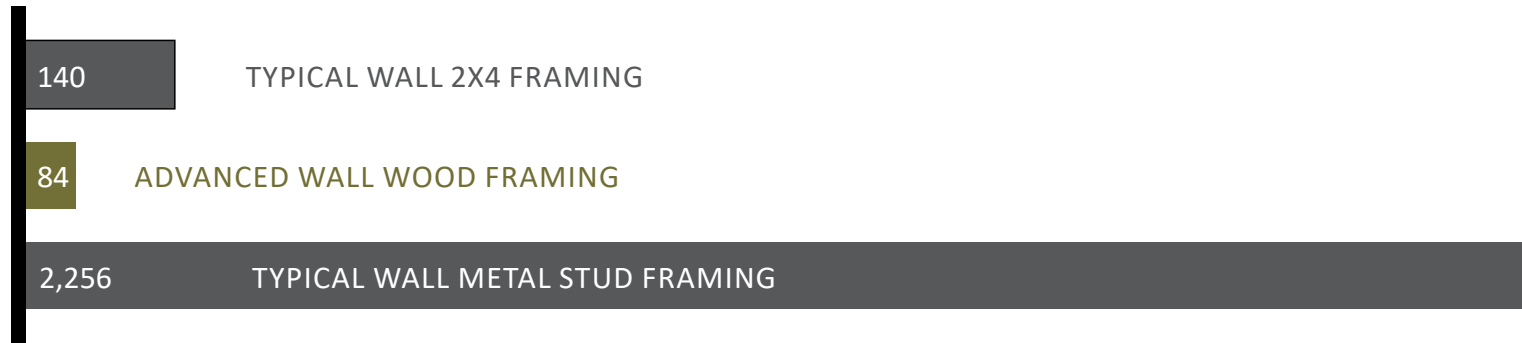 140 TYPICAL WALL 2X4 FRAMING
84 ADVANCED WALL WOOD FRAMING
2,256 TYPICAL WALL METAL STUD FRAMING